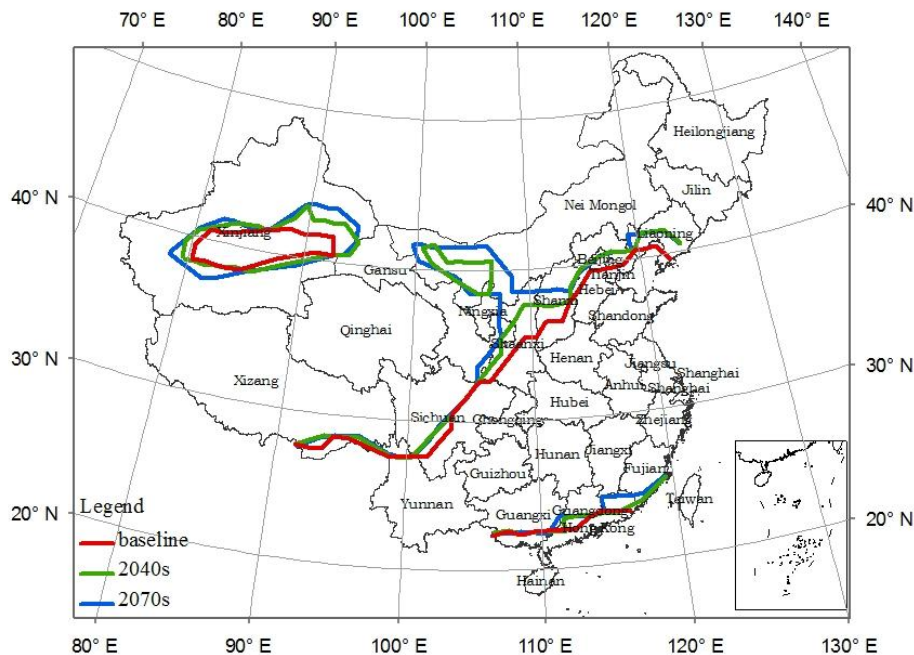 70° E 80° E 90° E 100° E 110° E 120° E 130° E 140° E
Heilongjiang
Jilin
40° N 40° N
Nei Mongol
Xinjiang
Liaoning
Beijing
Gansu
Tianjin
Hebei
Shanxi
Ningxia
Shandong
Qinghai
Shaanxi
Henan
30° N 30° N
Jiangsu
Shanghai
Xizang
Anhui
Shanghai
Hubei
Sichuan
Chongqing
Zhejiang
Hunan
Jiangxi
Guizhou
Fujian
Yunnan
Taiwan
Legend
20° N 20° N
Guangxi
Guangdong
Hong Kong
baseline
2040s
Hainan
2070s
80° E 90° E 100° E 110° E 120° E 130° E